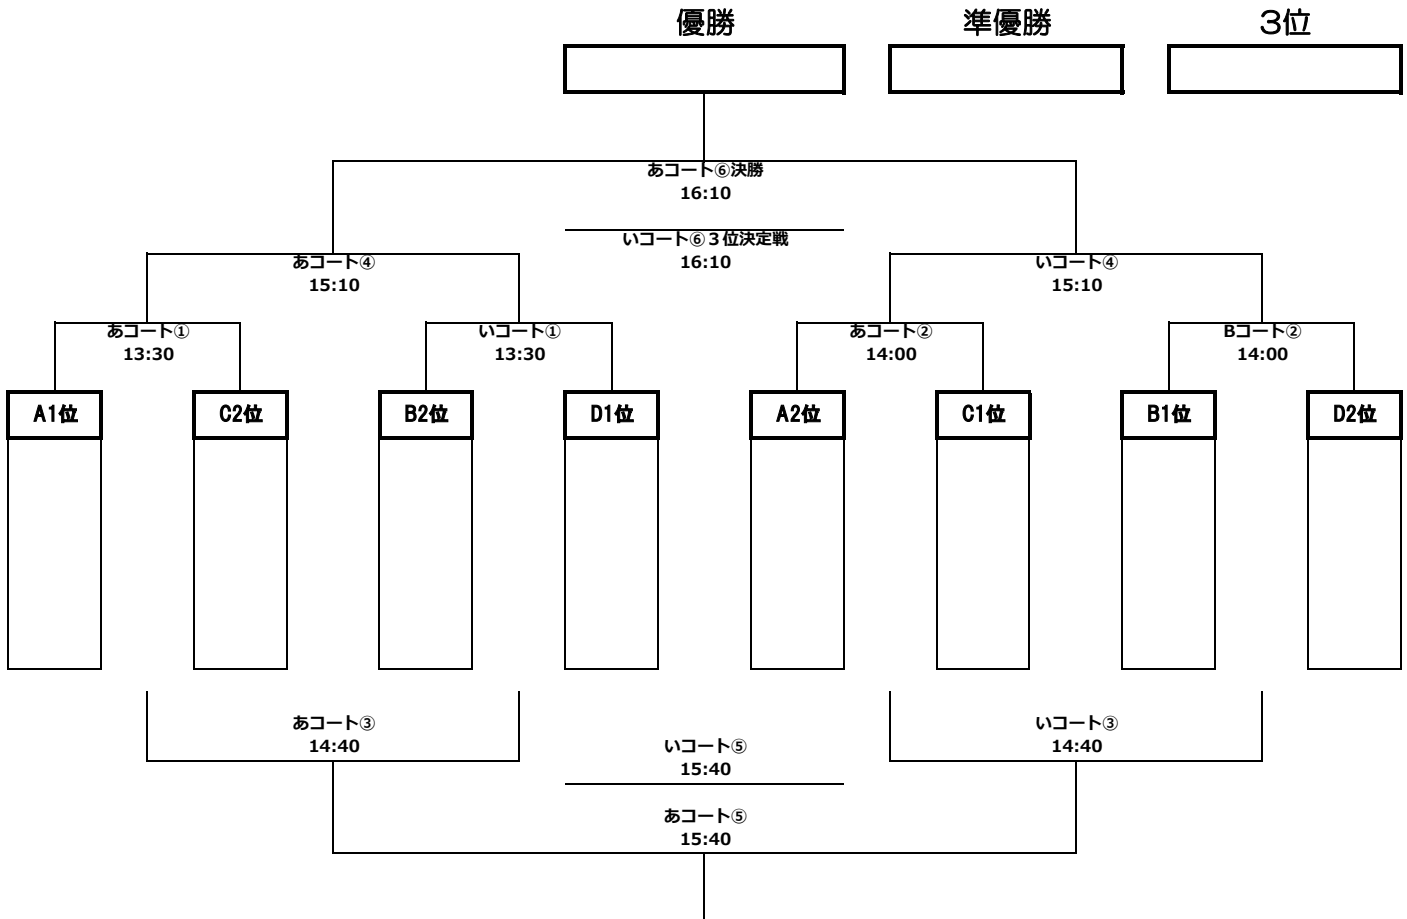 優勝
準優勝
3位
あコート⑥決勝
16:10
いコート⑥３位決定戦
16:10
あコート④
15:10
いコート④
15:10
あコート①
13:30
いコート①
13:30
あコート②
14:00
Bコート②
14:00
A1位
C2位
B2位
D1位
A2位
C1位
B1位
D2位
あコート③
14:40
いコート③
14:40
いコート⑤
15:40
あコート⑤
15:40